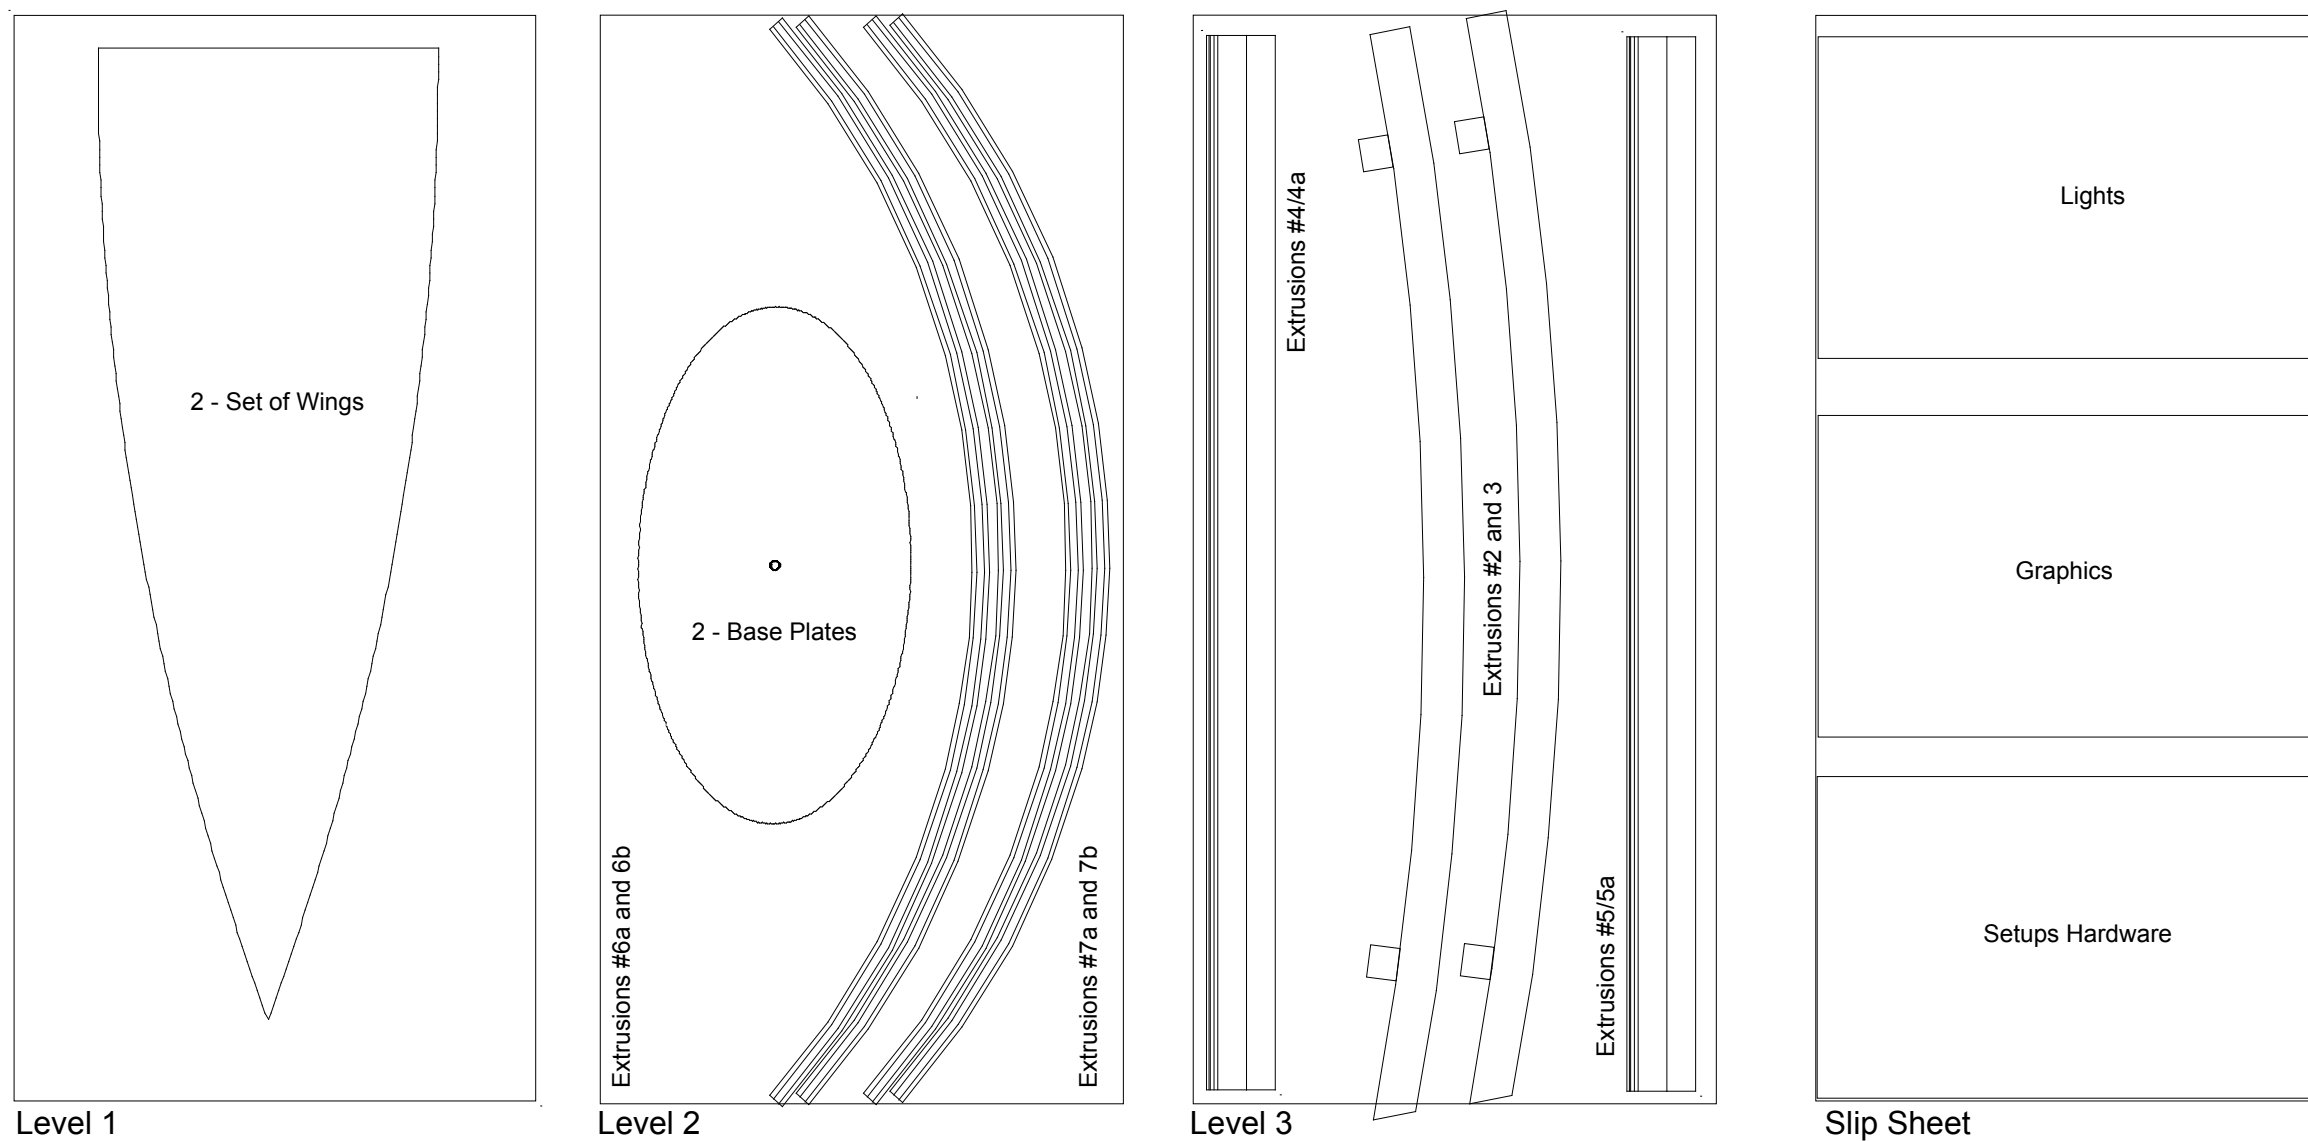 2 - Set of Wings
Level 1
2 - Base Plates
Extrusions #6a and 6b
Extrusions #7a and 7b
Level 2
Extrusions #4/4a
Extrusions #2 and 3
Extrusions #5/5a
Level 3
Lights
Graphics
Setups Hardware
Slip Sheet